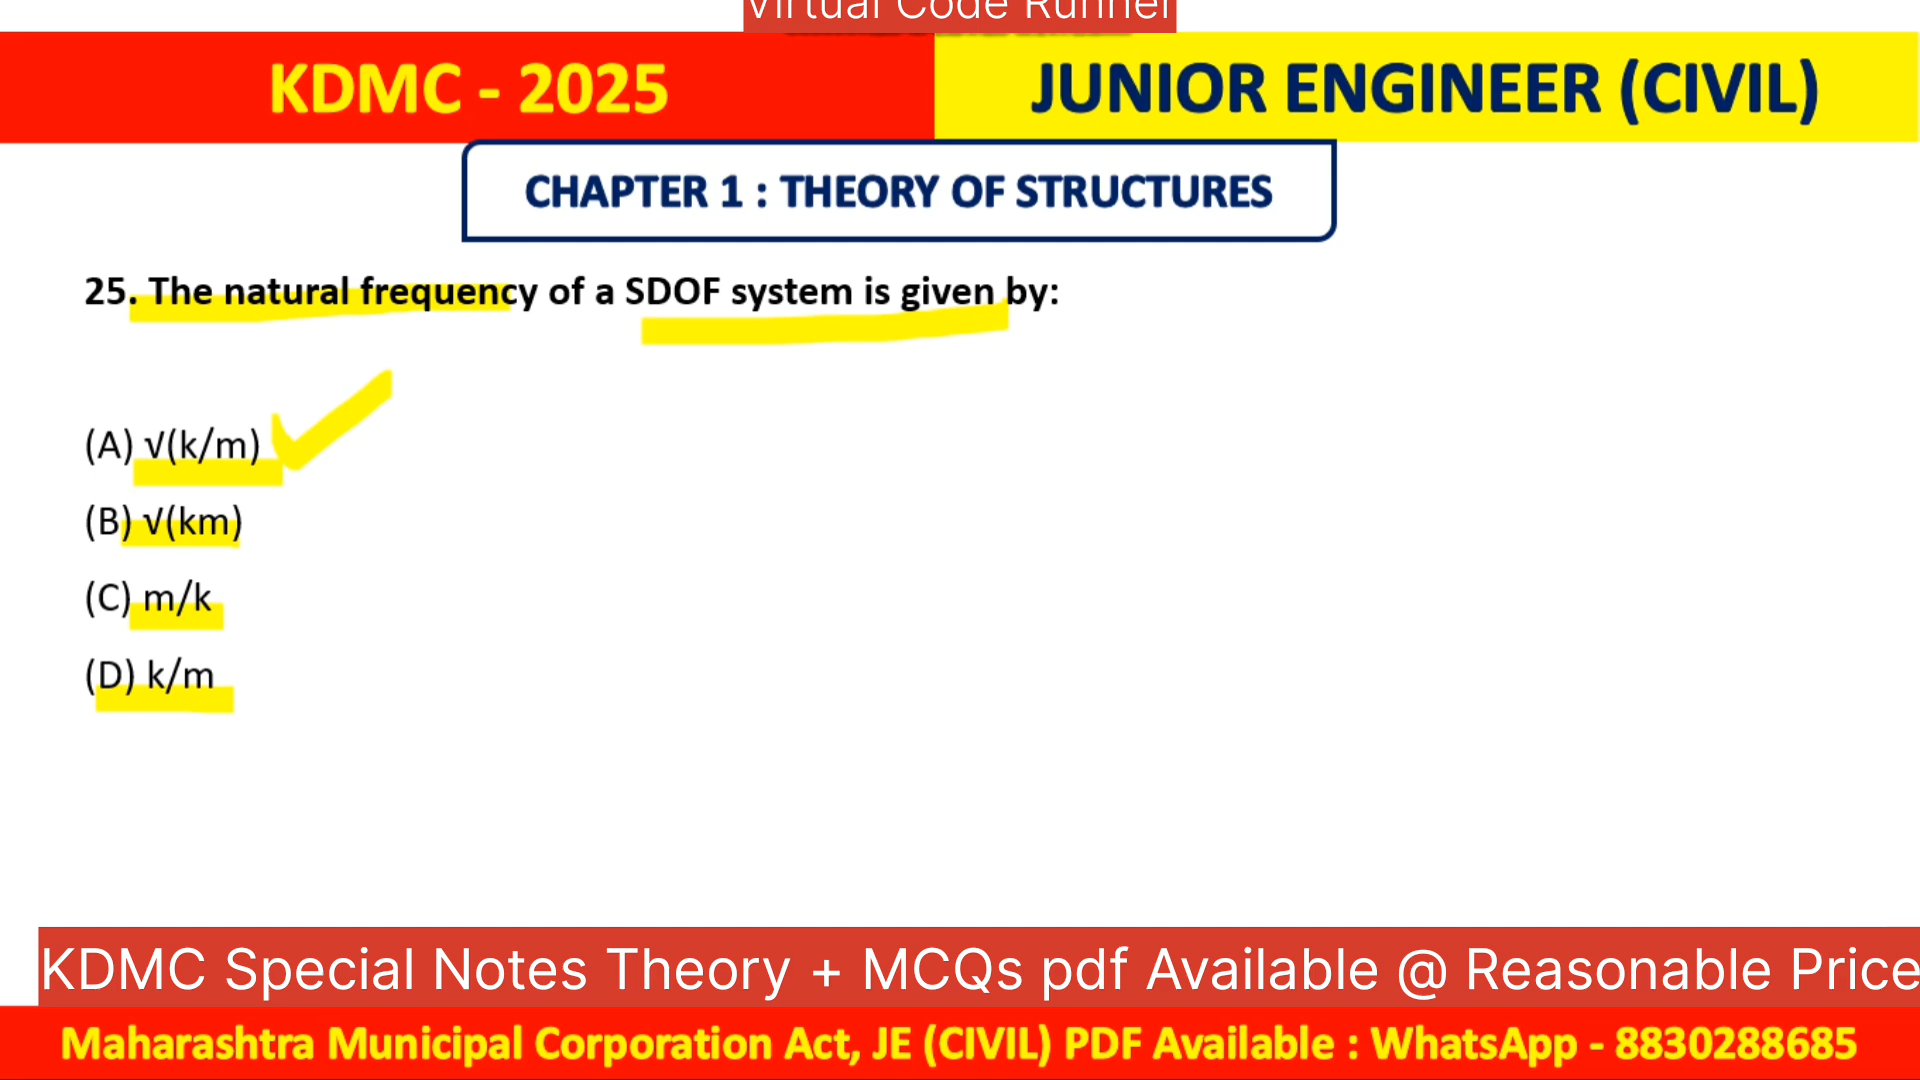 Virtual Code Runner
KDMC - 2025
JUNIOR ENGINEER (CIVIL)
CHAPTER 1 : THEORY OF STRUCTURES
25. The natural frequency of a SDOF system is given by:
(A) √(k/m)
(B) √(km)
(C) m/k
(D) k/m
KDMC Special Notes Theory + MCQs pdf Available @ Reasonable Price
Maharashtra Municipal Corporation Act, JE (CIVIL) PDF Available : WhatsApp - 8830288685